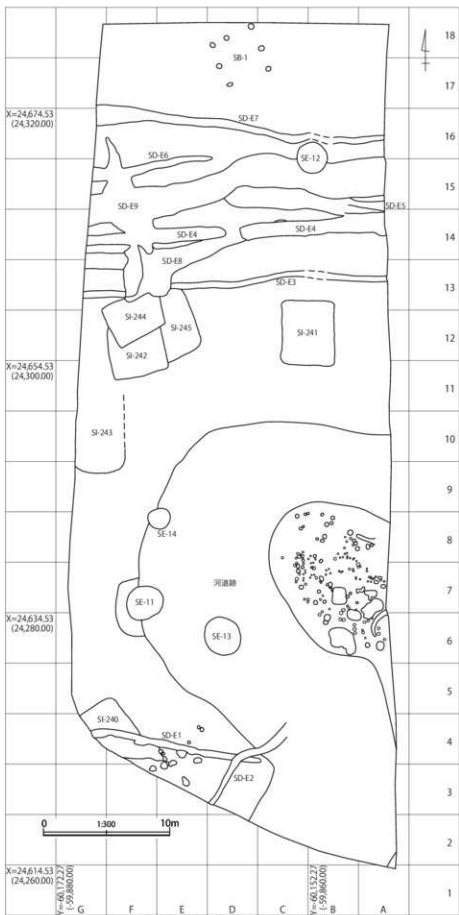 18
SB-1
17
X=24,674.53
(24,320.00)
SD-E7
16
SD-E6
SE-12
15
SD-E9
SD-E5
SD-E4
SD-E4
14
SD-E8
SD-E3
13
SI-244
SI-245
SI-241
12
SI-242
X=24,654.53
(24,300.00)
11
SI-243
10
9
SE-14
8
河道跡
7
SE-11
X=24,634.53
(24,280.00)
SE-13
6
5
SI-240
SD-E1
4
SD-E2
3
0
1:300
10m
2
X=24,614.53
(24,260.00)
Y=-60,172.27
(-59,880.00)
Y=-60,152.27
(-59,860.00)
1
G
F
E
D
C
B
A